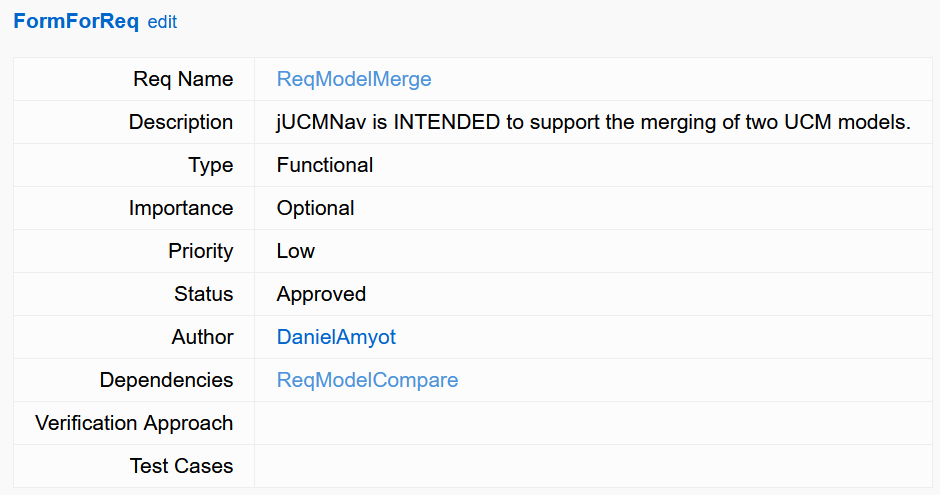 FormForReq edit
Req Name ReqModelMerge
Description jUCMNav is INTENDED to support the merging of two UCM models.
Type Functional
Importance Optional
Priority Low
Status Approved
Author DanielAmyot
Dependencies ReqModelCompare
Verification Approach
Test Cases